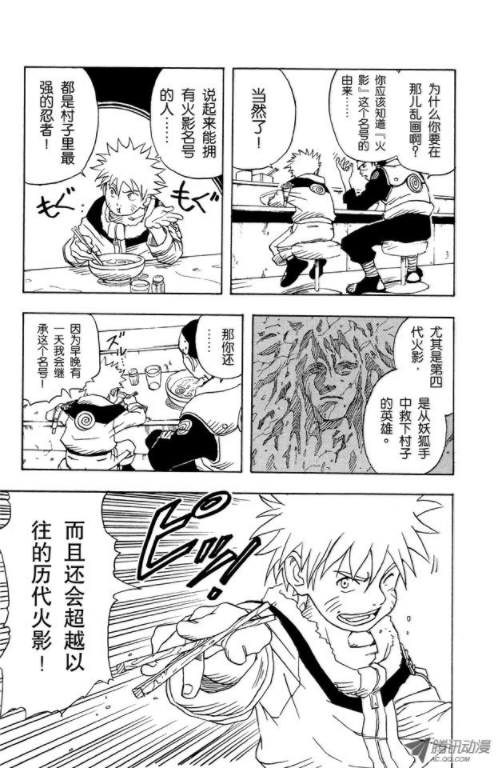 为什么你要在
那儿乱画啊?
你应该知道『火
影』这个名号的
由来……
当然了!
说起来能拥
有火影名号
的人……
都是村子里最
强的忍者!
もぐ
もぐ
尤其是第四
代火影,
是从妖狐手
中救下村子
的英雄。
那你还
……
因为早晚有
一天我会继
承这个名号!
ズル…
ピッ!
而且还会超越以
往的历代火影!
腾讯动漫
AC.QQ.COM